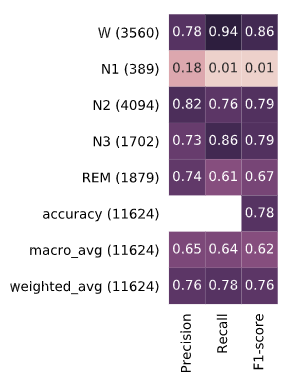 W (3560) 0.78 0.94 0.86
N1 (389) 0.18 0.01 0.01
N2 (4094) 0.82 0.76 0.79
N3 (1702) 0.73 0.86 0.79
REM (1879) 0.74 0.61 0.67
accuracy (11624) 0.78
macro_avg (11624) 0.65 0.64 0.62
weighted_avg (11624) 0.76 0.78 0.76
Precision Recall F1-score